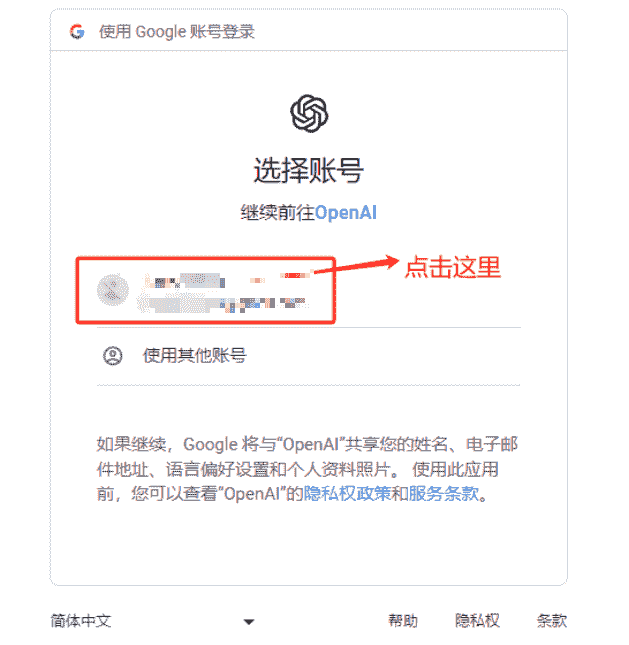 使用 Google 账号登录
选择账号
继续前往OpenAI
点击这里
使用其他账号
如果继续，Google 将与“OpenAI”共享您的姓名、电子邮
件地址、语言偏好设置和个人资料照片。 使用此应用
前，您可以查看“OpenAI”的隐私权政策和服务条款。
简体中文
帮助
隐私权
条款